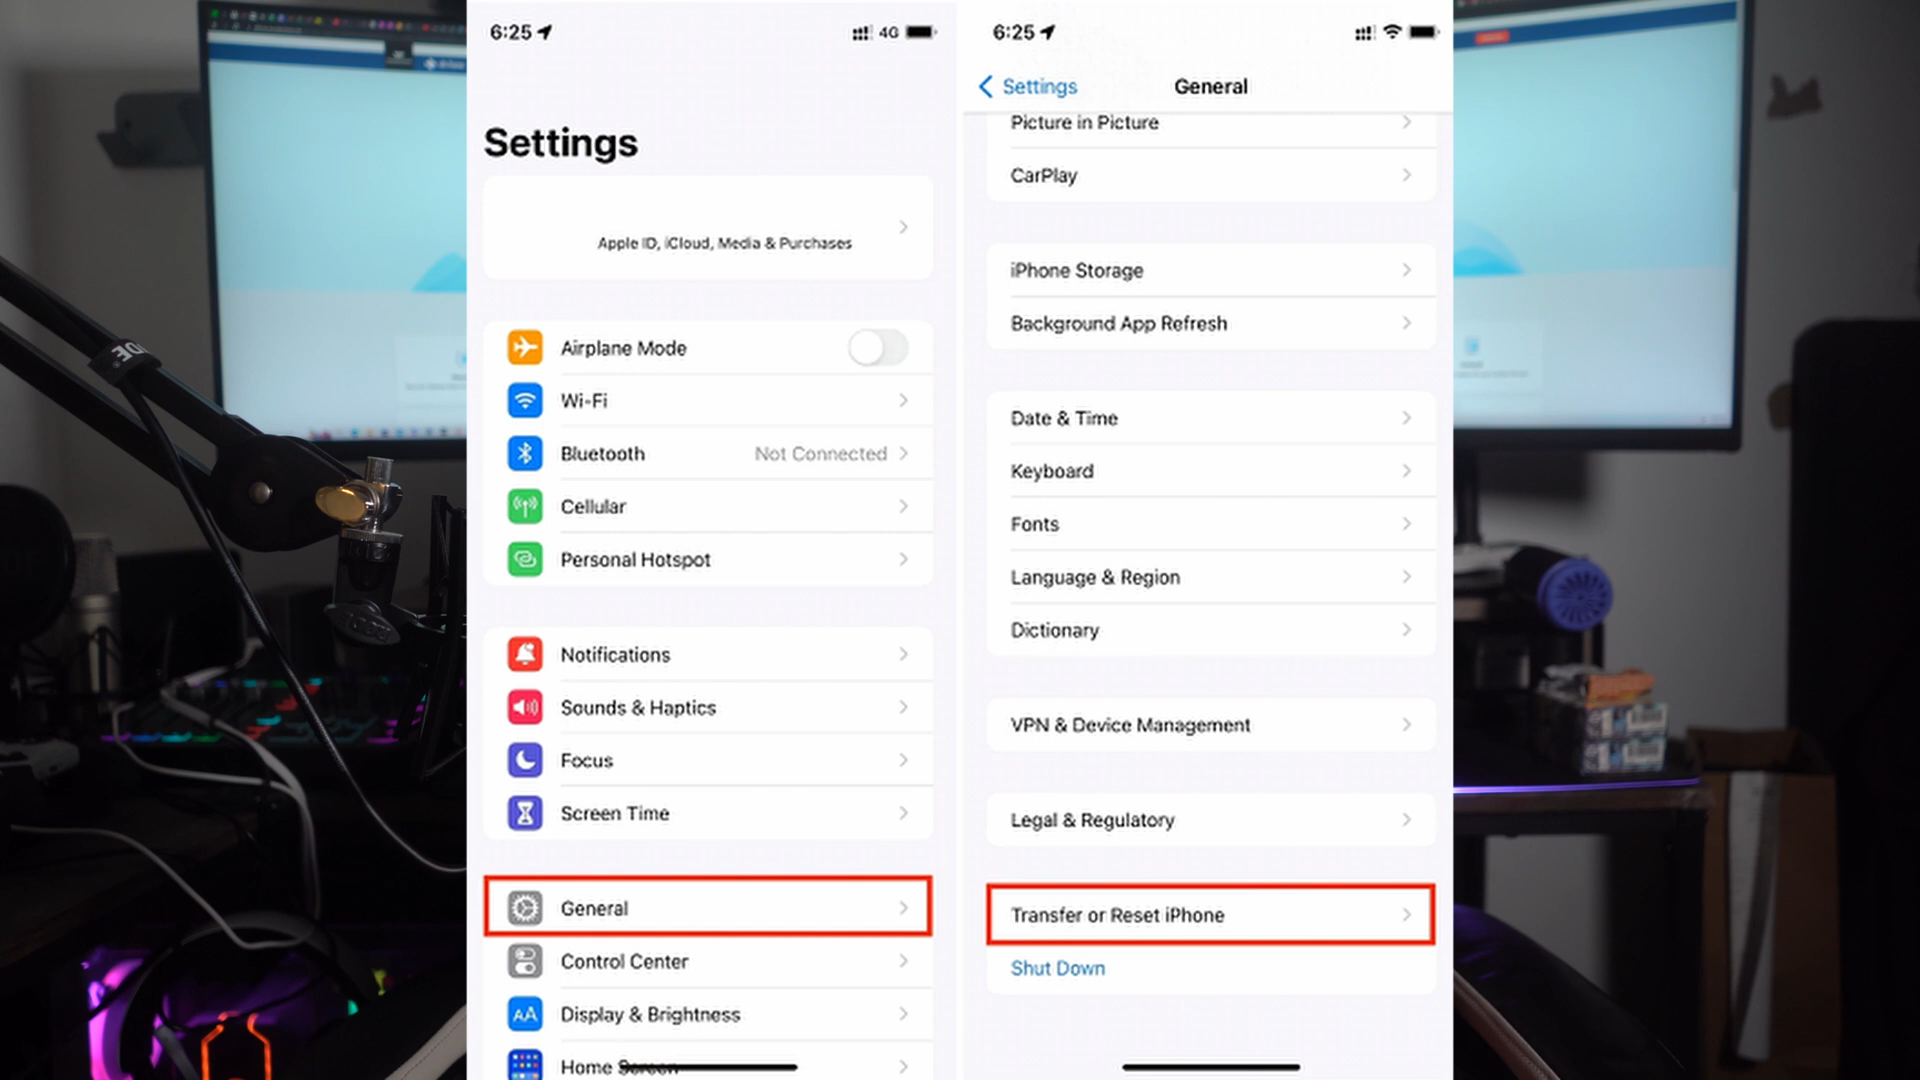 6:25
4G
Settings
Apple ID, iCloud, Media & Purchases
Airplane Mode
Wi-Fi
Bluetooth Not Connected
Cellular
Personal Hotspot
Notifications
Sounds & Haptics
Focus
Screen Time
General
Control Center
AA Display & Brightness
Home Screen
6:25
Settings General
Picture in Picture
CarPlay
iPhone Storage
Background App Refresh
Date & Time
Keyboard
Fonts
Language & Region
Dictionary
VPN & Device Management
Legal & Regulatory
Transfer or Reset iPhone
Shut Down